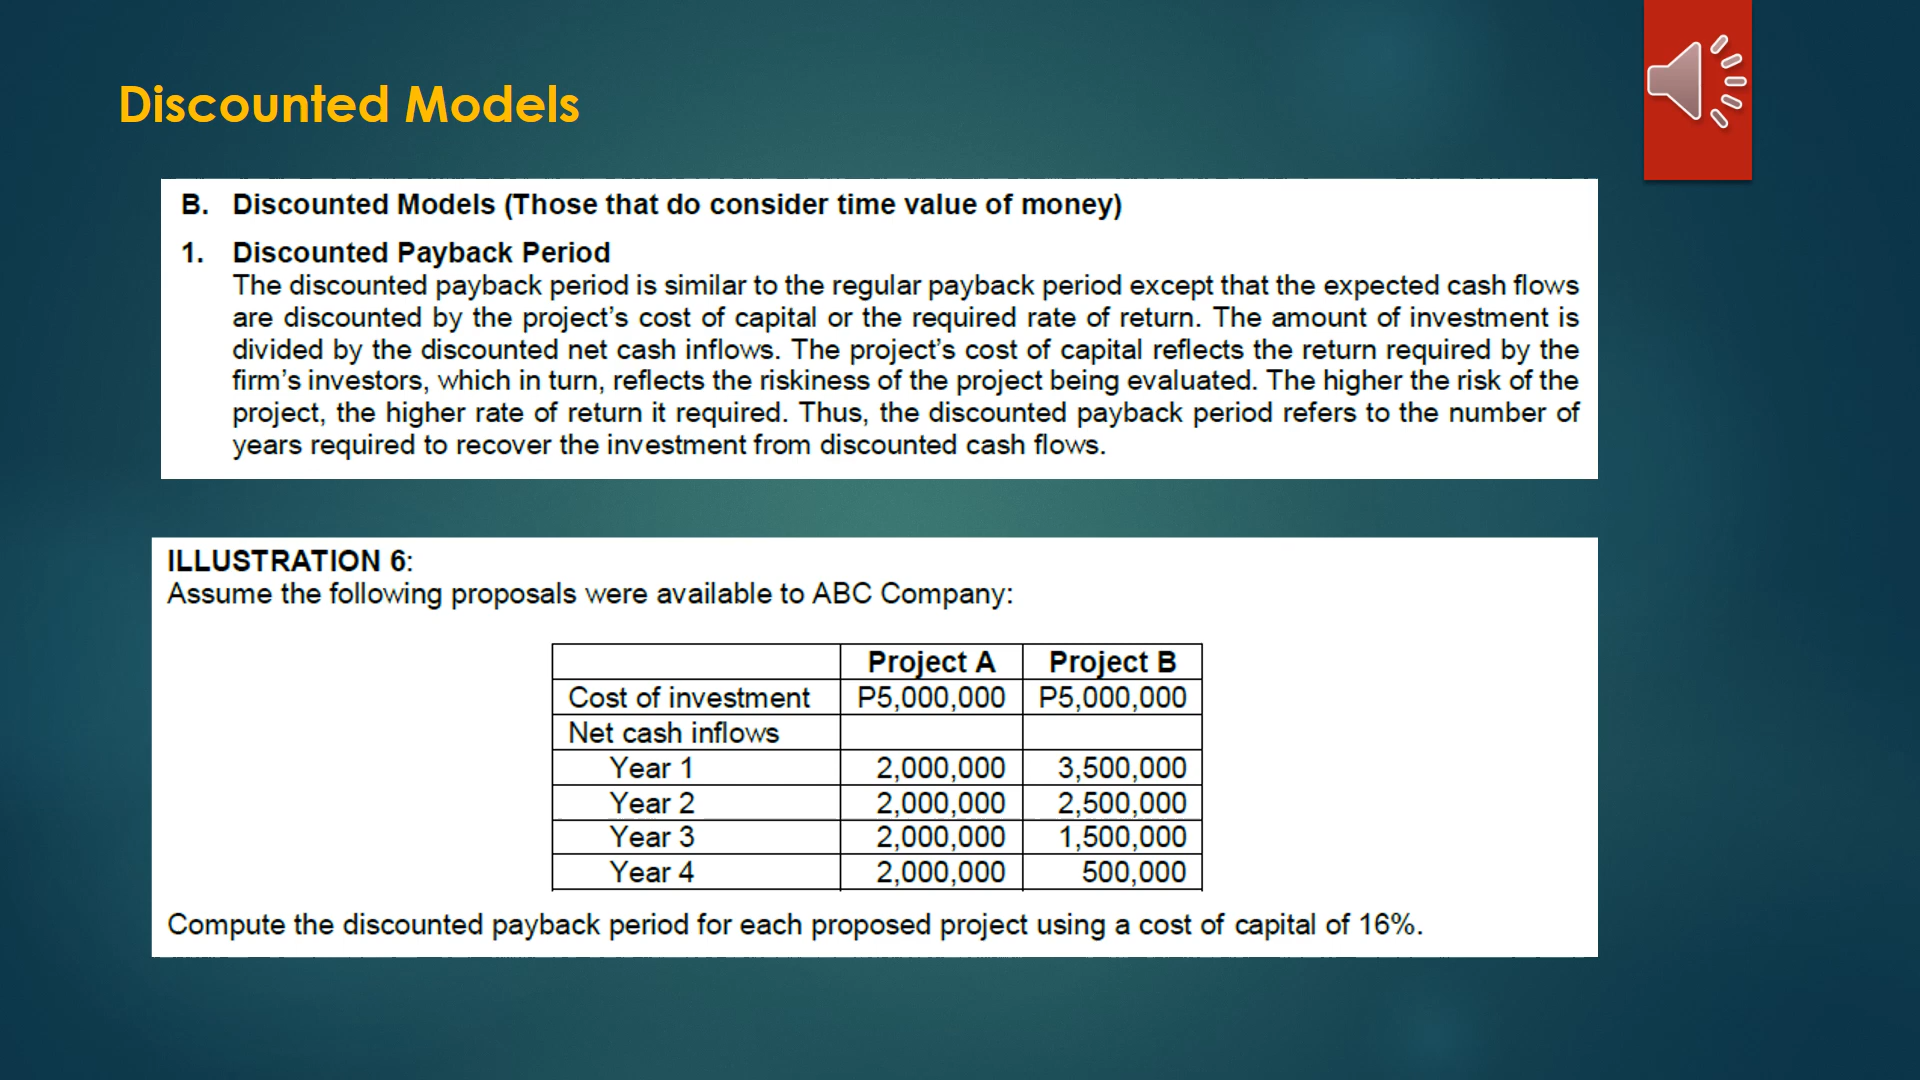 Discounted Models
B. Discounted Models (Those that do consider time value of money)
1. Discounted Payback Period
The discounted payback period is similar to the regular payback period except that the expected cash flows
are discounted by the project’s cost of capital or the required rate of return. The amount of investment is
divided by the discounted net cash inflows. The project’s cost of capital reflects the return required by the
firm’s investors, which in turn, reflects the riskiness of the project being evaluated. The higher the risk of the
project, the higher rate of return it required. Thus, the discounted payback period refers to the number of
years required to recover the investment from discounted cash flows.
ILLUSTRATION 6:
Assume the following proposals were available to ABC Company:
Project A Project B
Cost of investment P5,000,000 P5,000,000
Net cash inflows
Year 1 2,000,000 3,500,000
Year 2 2,000,000 2,500,000
Year 3 2,000,000 1,500,000
Year 4 2,000,000 500,000
Compute the discounted payback period for each proposed project using a cost of capital of 16%.